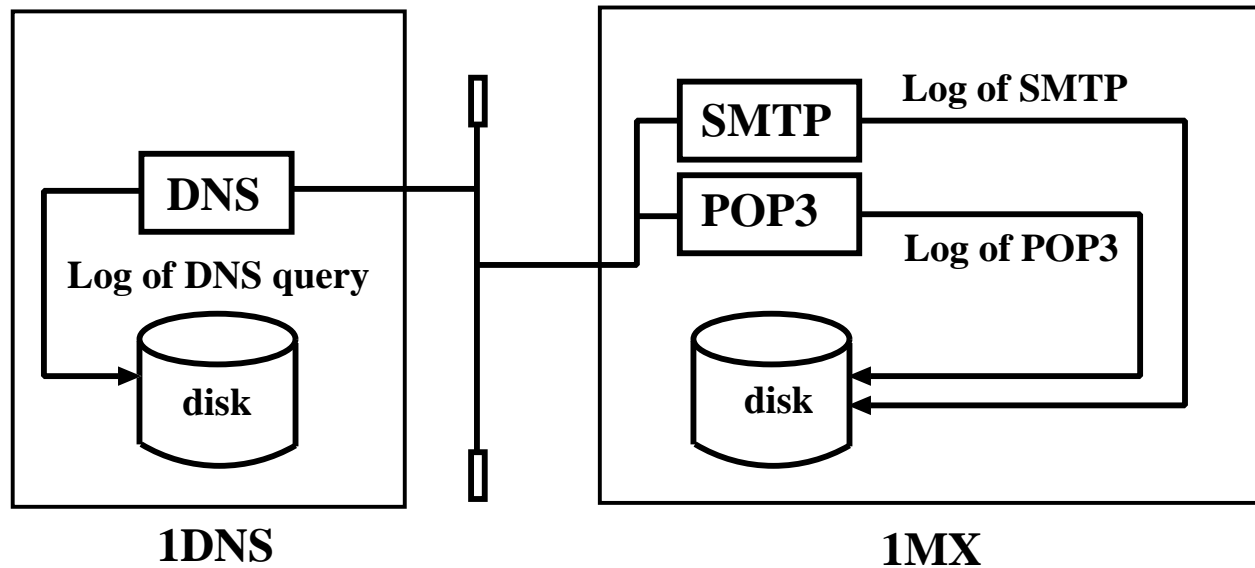 DNS
Log of DNS query
disk
1DNS
SMTP
Log of SMTP
POP3
Log of POP3
disk
1MX